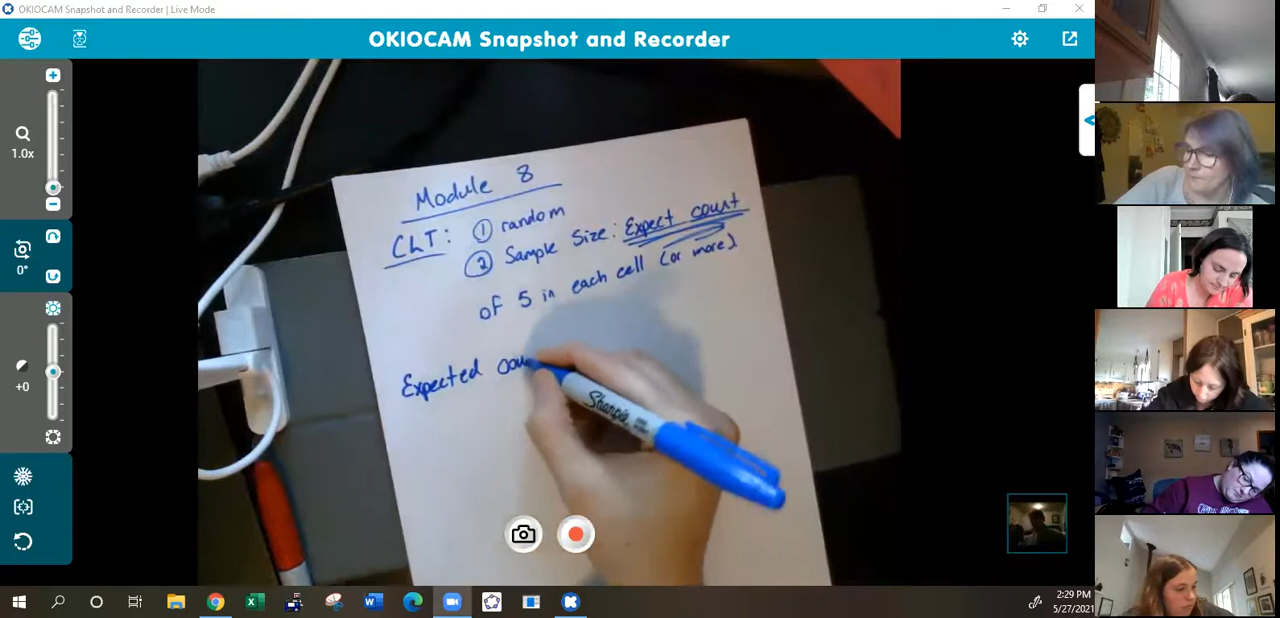 OKIOCAM Snapshot and Recorder | Live Mode
OKIOCAM Snapshot and Recorder
1.0x
0°
+0
Module 8
CLT: ① random
② Sample Size: Expect count
of 5 in each cell (or more)
Expected cou
Sharpie
2:29 PM
5/27/2021